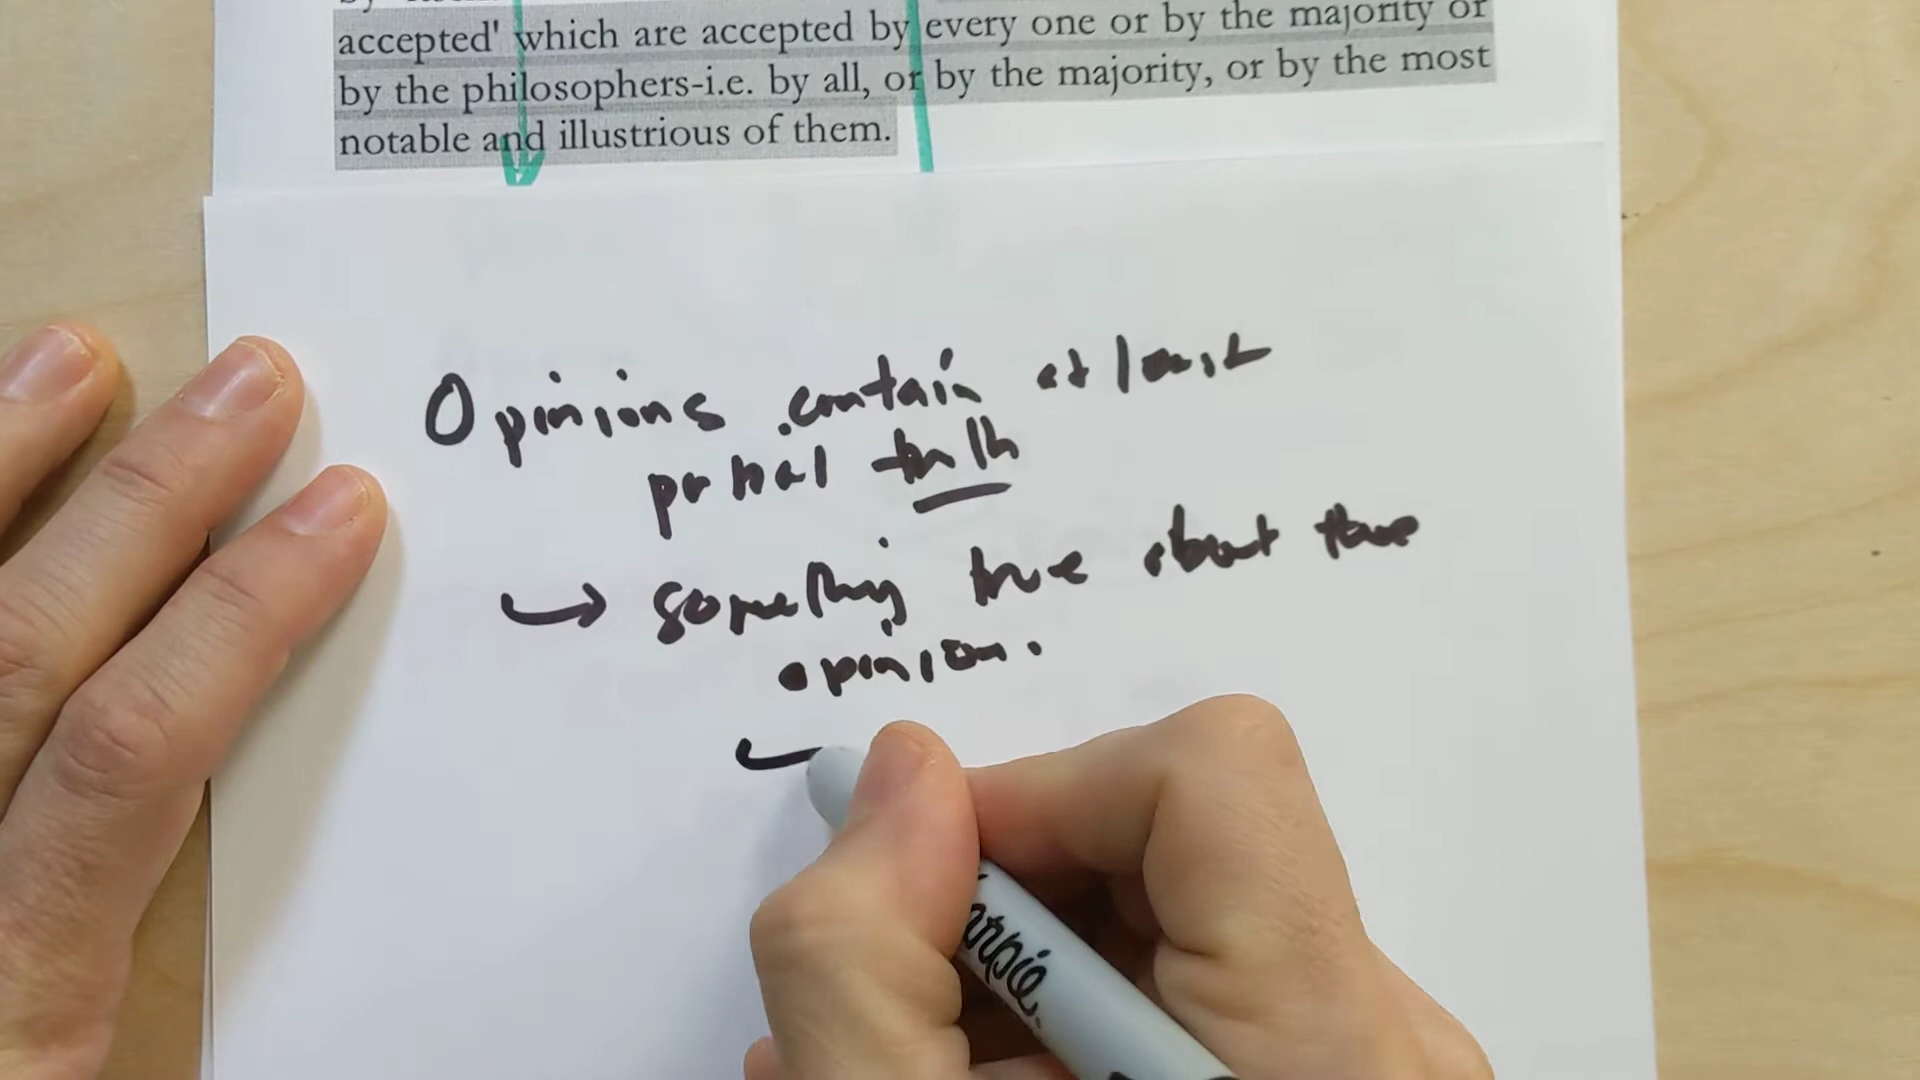 accepted' which are accepted by every one or by the majority or
by the philosophers-i.e. by all, or by the majority, or by the most
notable and illustrious of them.
Opinions contain at least
partial truth
something true about those
opinion.
arpie.